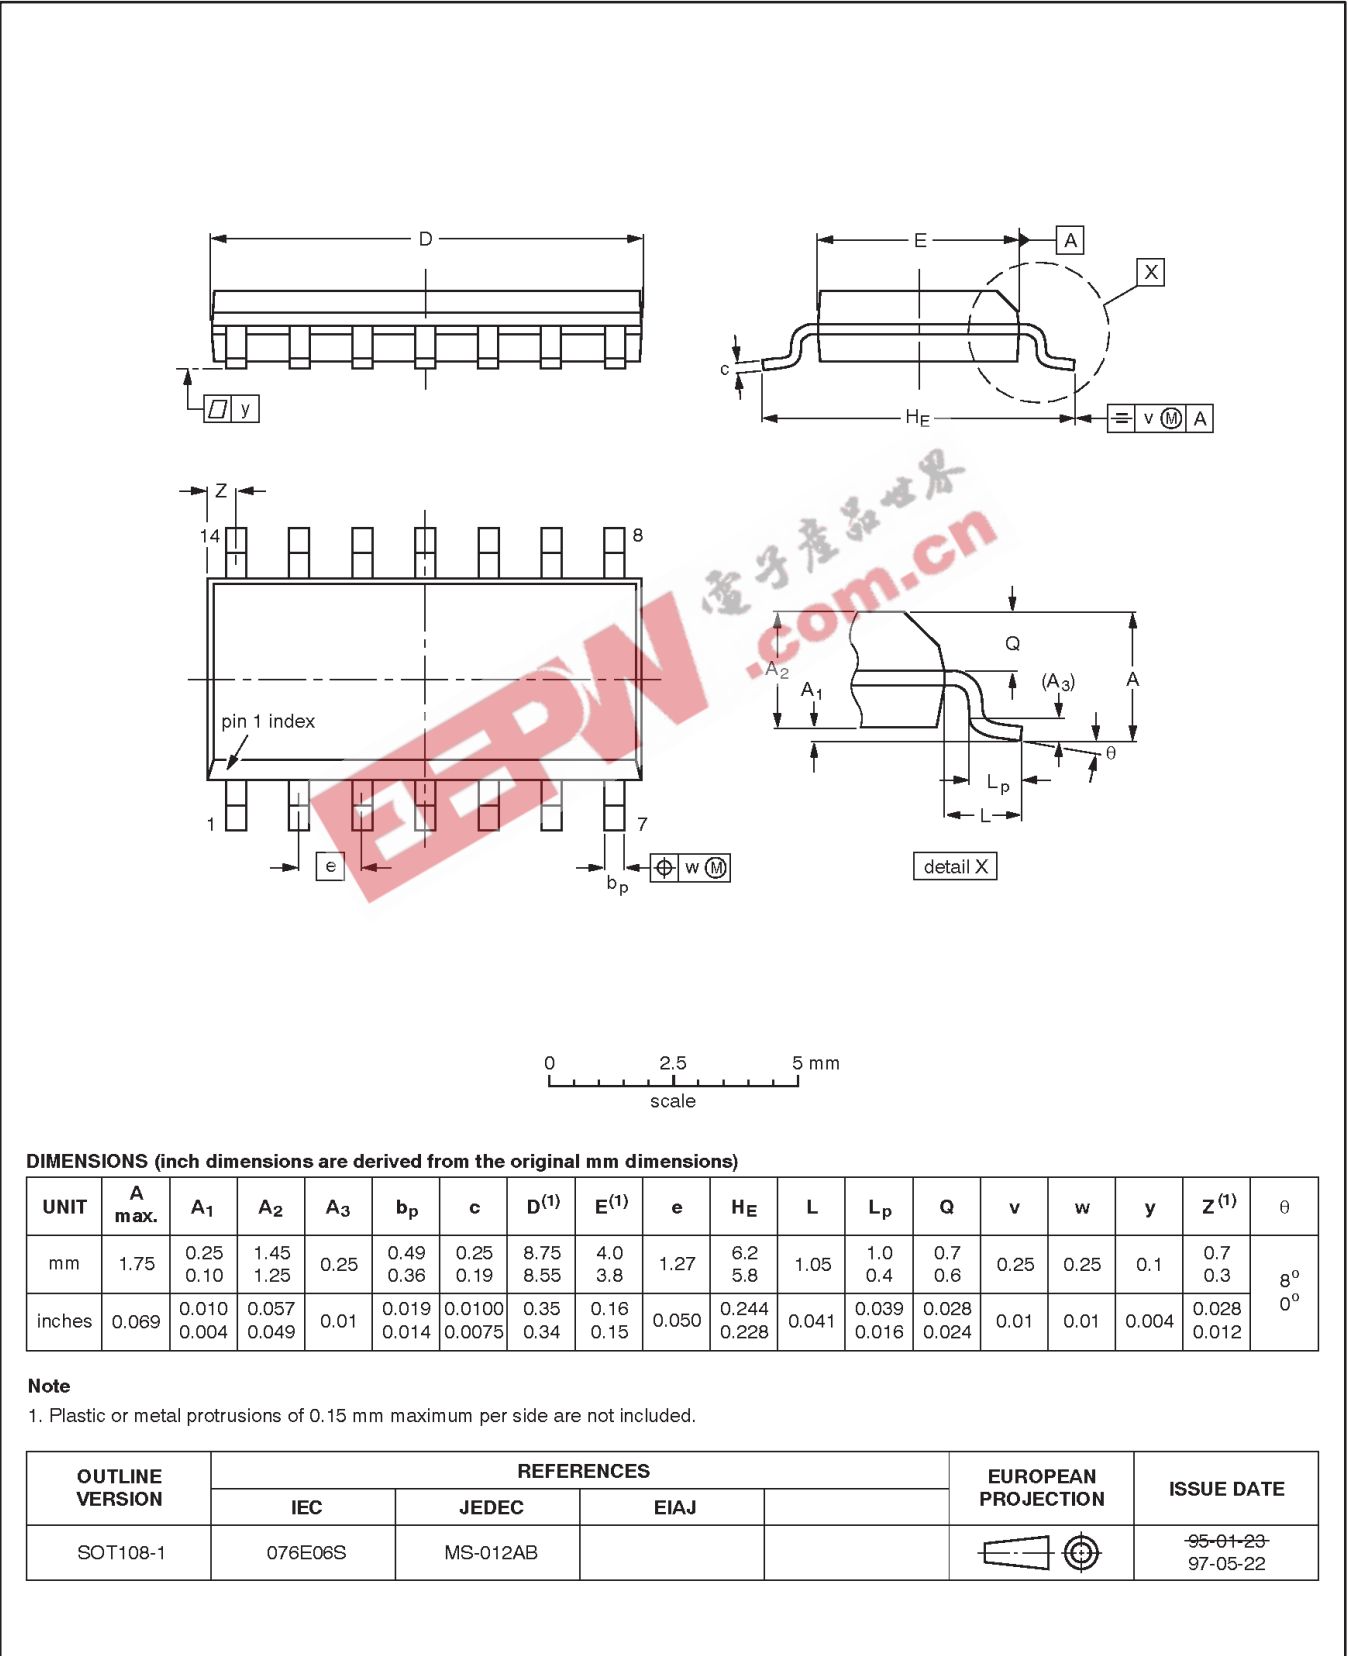 D
E
A
X
c
y
HE
v M A
Z
14
8
電子產品世界
EEPW.com.cn
pin 1 index
A2
A1
Q
(A3)
A
θ
Lp
L
1
7
e
bp
w M
detail X
0 2.5 5 mm
scale
DIMENSIONS (inch dimensions are derived from the original mm dimensions)
UNIT A max. A1 A2 A3 bp c D(1) E(1) e HE L Lp Q v w y Z(1) θ
mm 1.75 0.25 0.10 1.45 1.25 0.25 0.49 0.36 0.25 0.19 8.75 8.55 4.0 3.8 1.27 6.2 5.8 1.05 1.0 0.4 0.7 0.6 0.25 0.25 0.1 0.7 0.3 8° 0°
inches 0.069 0.010 0.004 0.057 0.049 0.01 0.019 0.014 0.0100 0.0075 0.35 0.34 0.16 0.15 0.050 0.244 0.228 0.041 0.039 0.016 0.028 0.024 0.01 0.01 0.004 0.028 0.012
Note
1. Plastic or metal protrusions of 0.15 mm maximum per side are not included.
OUTLINE VERSION REFERENCES EUROPEAN PROJECTION ISSUE DATE
IEC JEDEC EIAJ
SOT108-1 076E06S MS-012AB 95-01-23
97-05-22